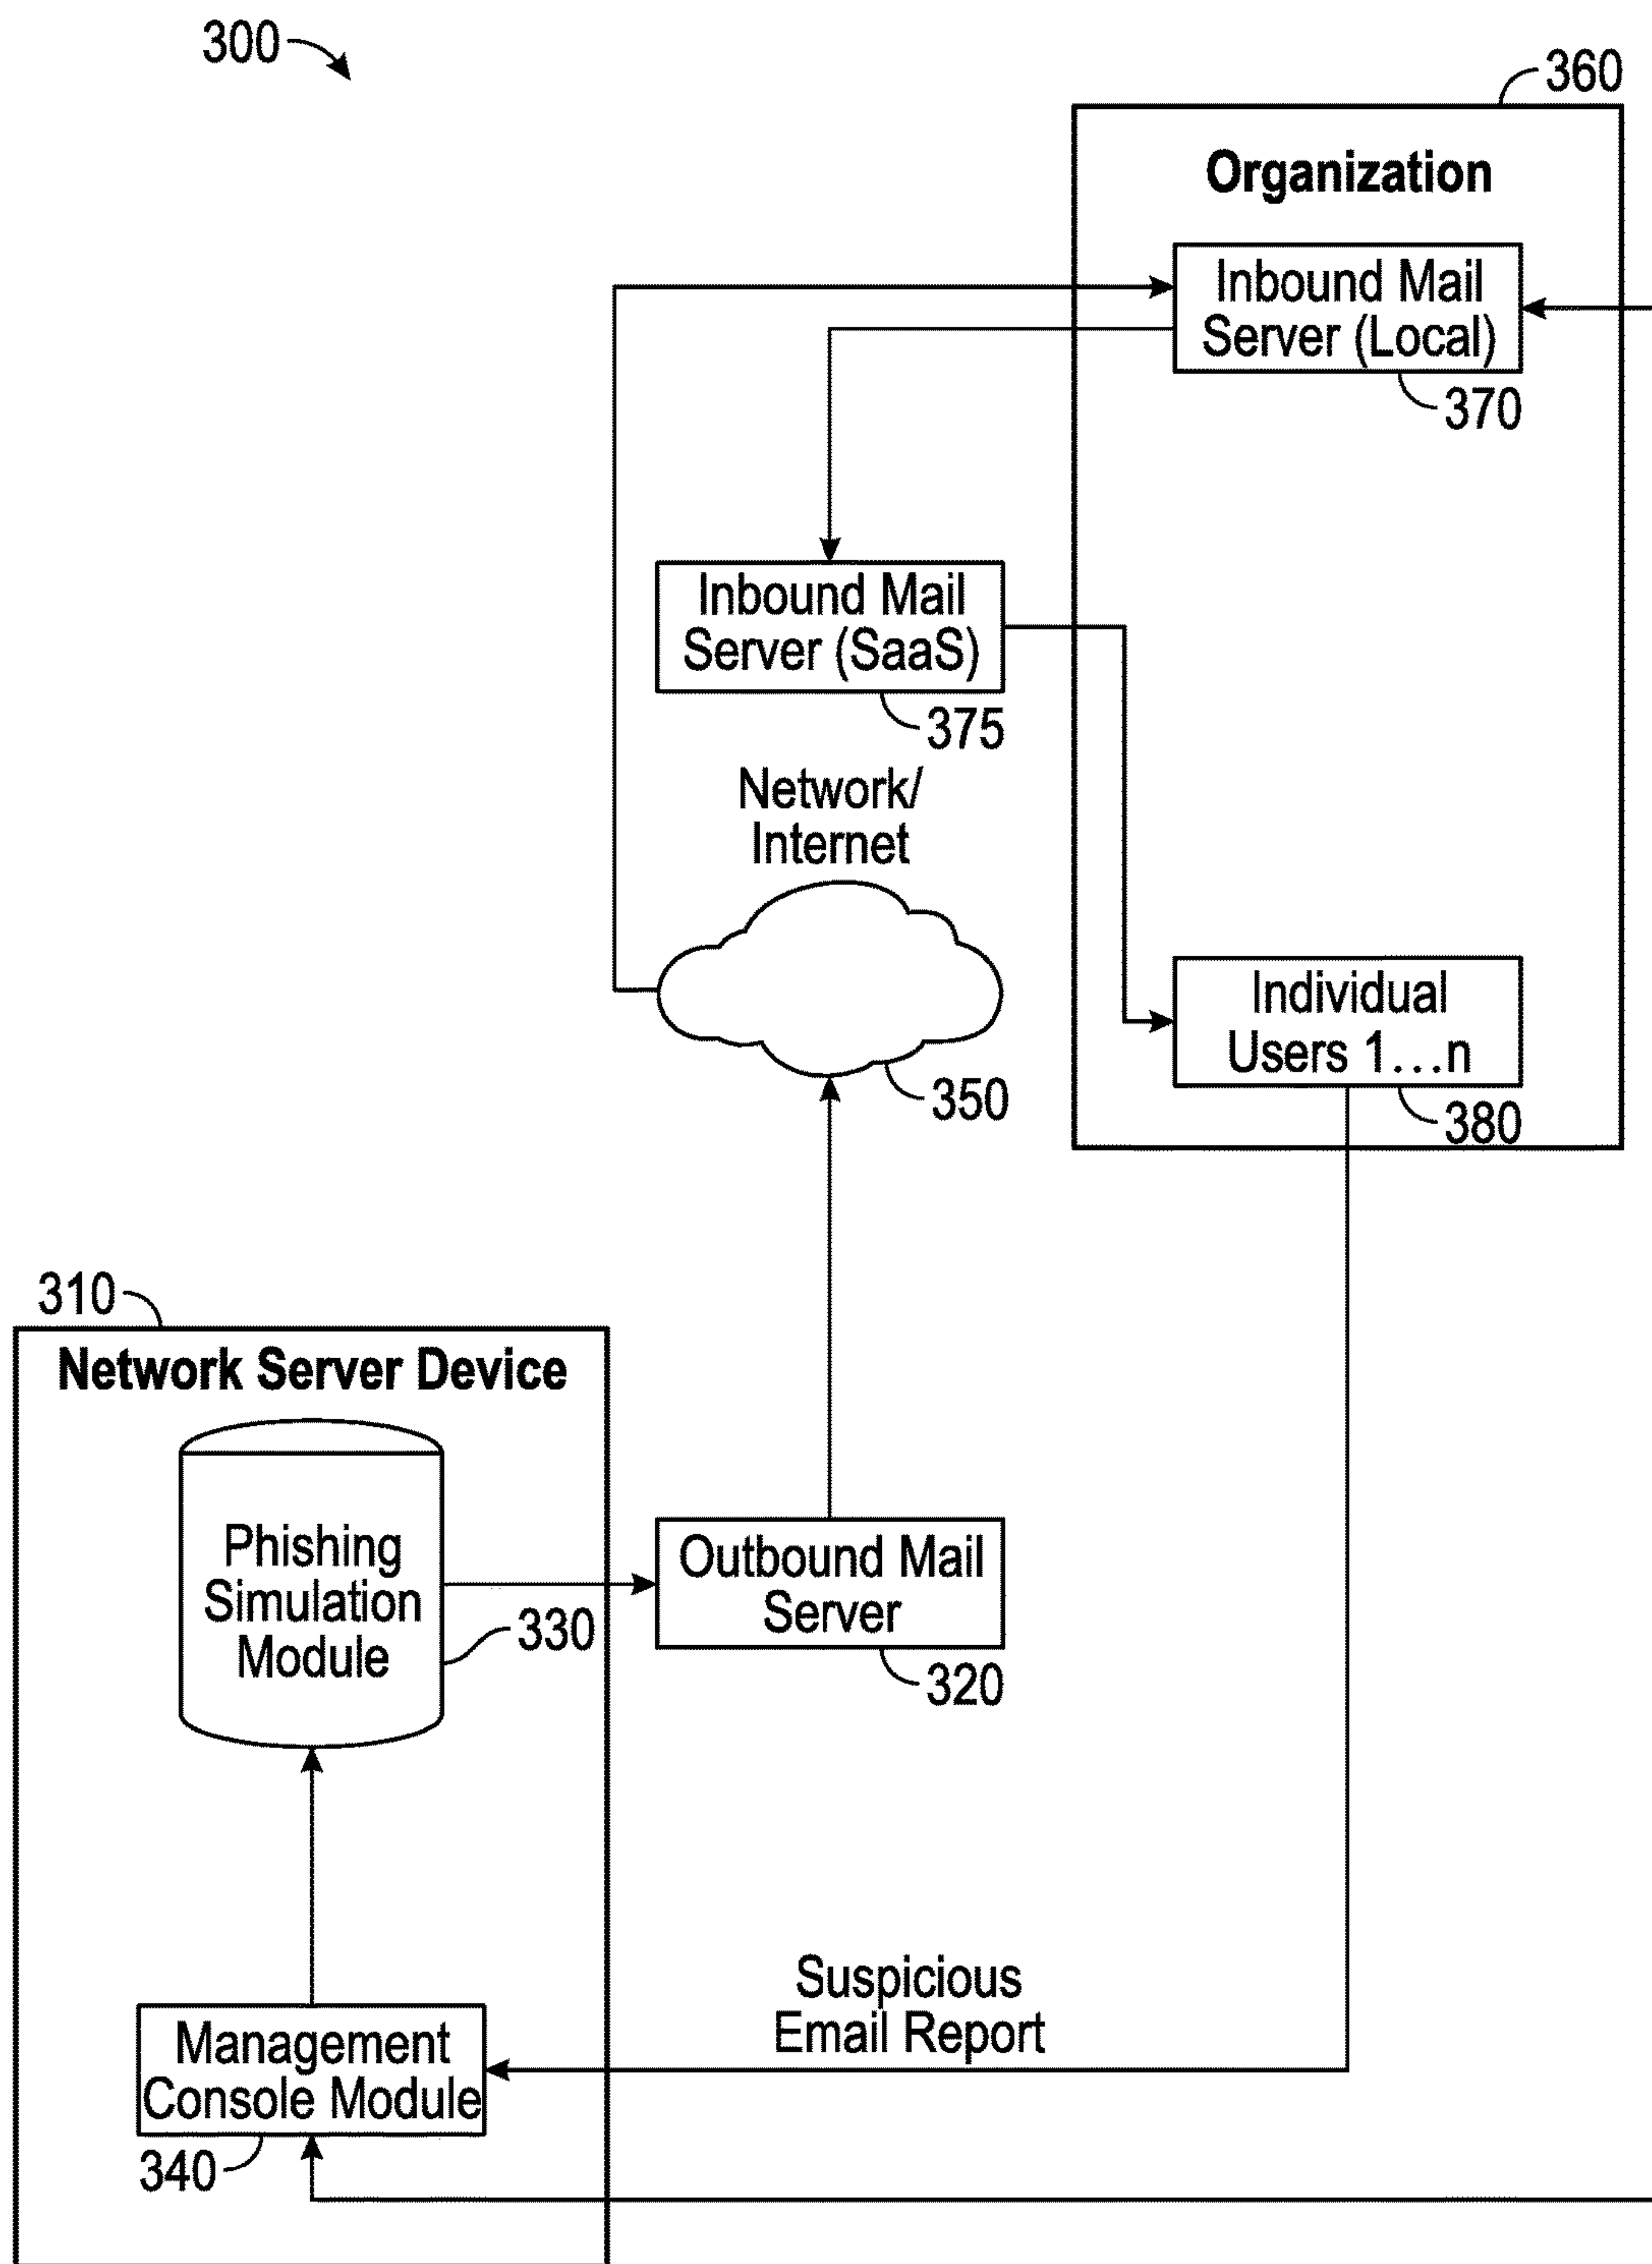 300
360
Organization
Inbound Mail
Server (Local)
370
Inbound Mail
Server (SaaS)
375
Network/
Internet
350
Individual
Users 1...n
380
310
Network Server Device
Phishing
Simulation
Module
330
Outbound Mail
Server
320
Suspicious
Email Report
Management
Console Module
340